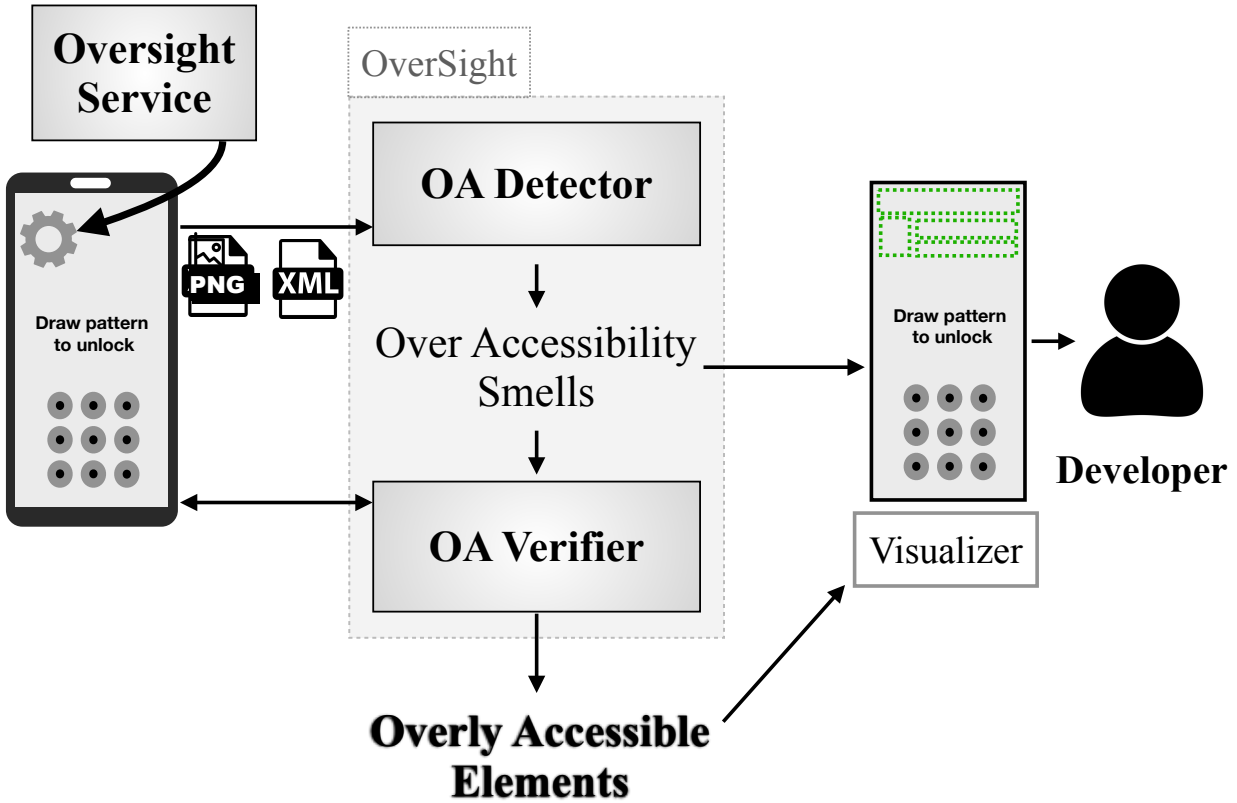 Oversight
Service
OverSight
OA Detector
PNG
XML
Draw pattern
to unlock
Over Accessibility
Smells
OA Verifier
Overly Accessible
Elements
Draw pattern
to unlock
Visualizer
Developer